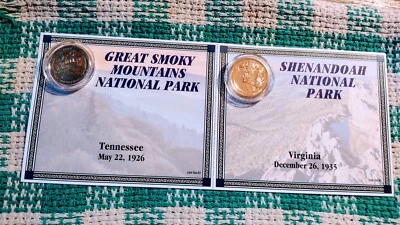 GREAT SMOKY
MOUNTAINS
NATIONAL PARK
Tennessee
May 22, 1926
SHENANDOAH
NATIONAL
PARK
Virginia
December 26, 1935